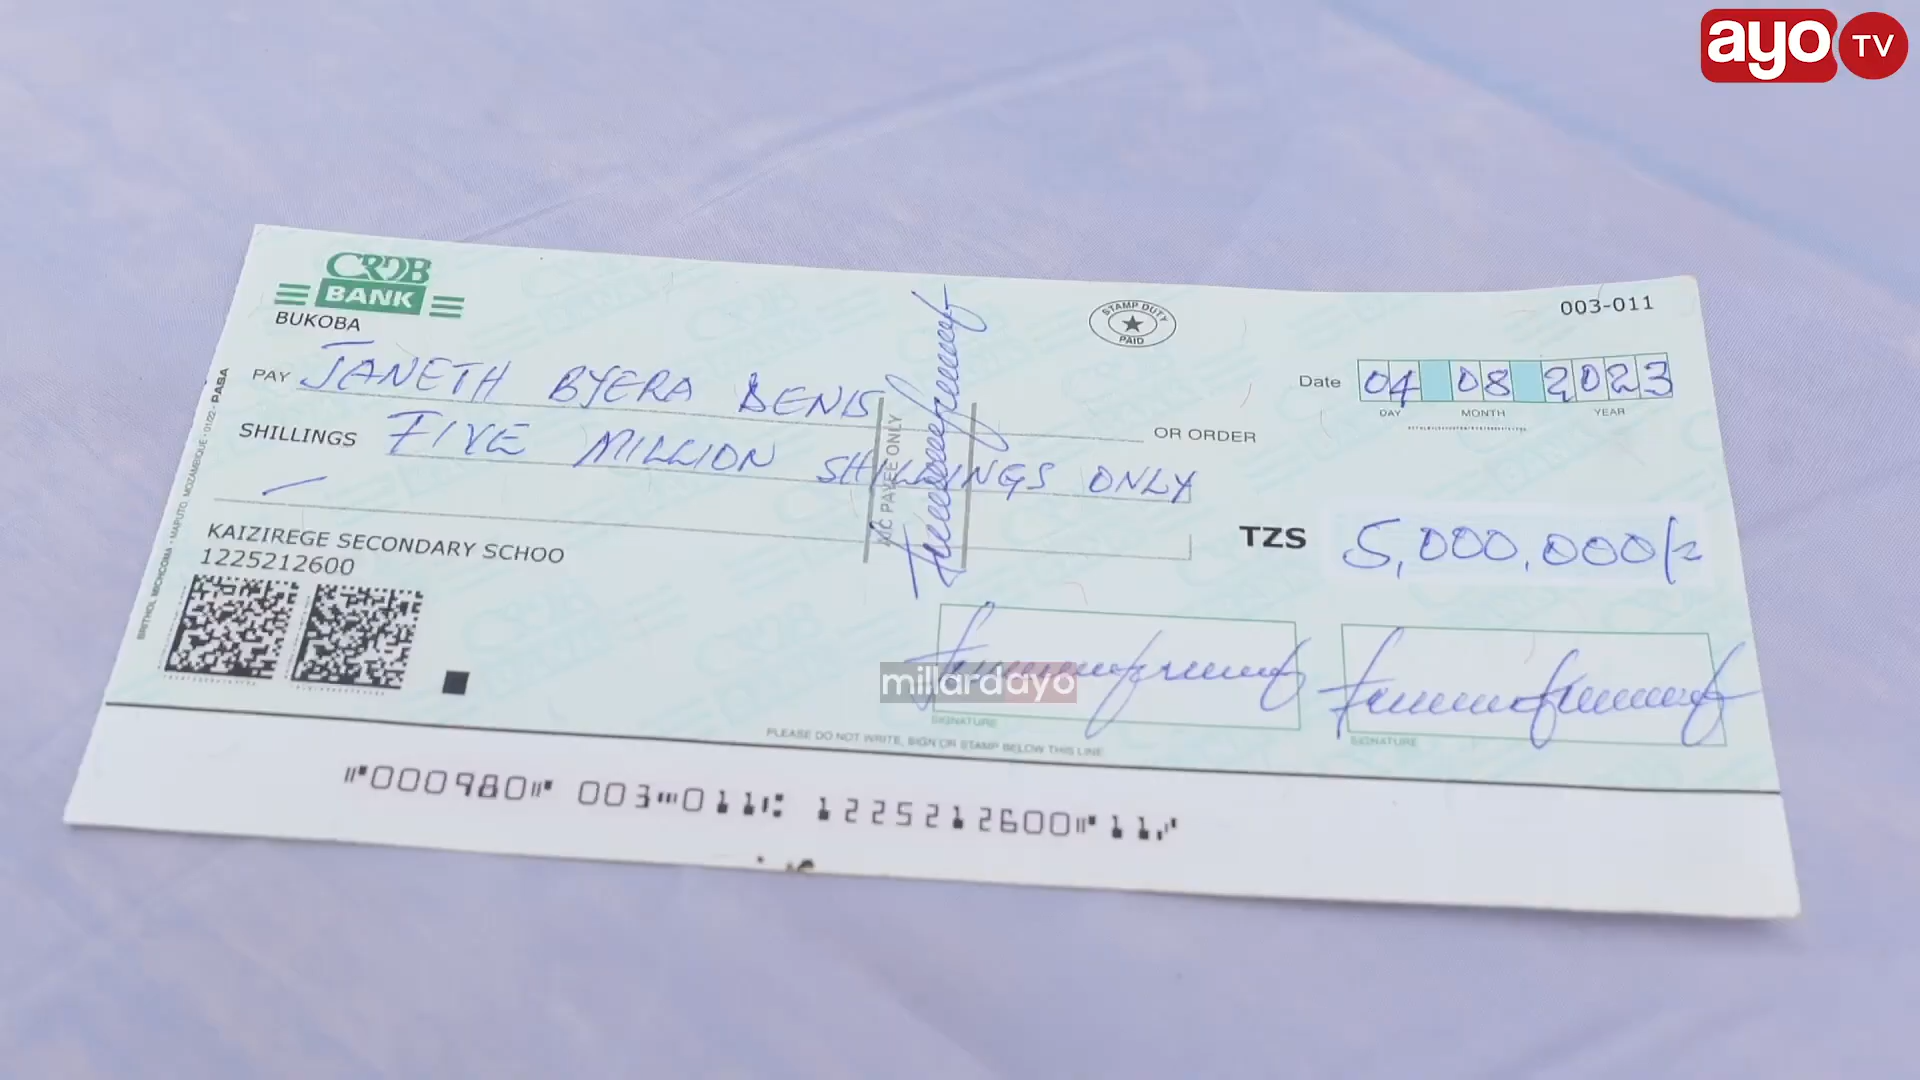 ayo TV
CRDB
BANK
BUKOBA
STAMP DUTY
PAID
003-011
PAY JANETH BYERA DENIS OR ORDER
Date 04 08 2023
DAY MONTH YEAR
SHILLINGS FIVE MILLION SHILLINGS ONLY
A/C PAYEE ONLY
TZS 5,000,000/=
KAIZIREGE SECONDARY SCHOO
1225212600
millardayo
SIGNATURE
SIGNATURE
PLEASE DO NOT WRITE, SIGN OR STAMP BELOW THIS LINE
⑈000980⑈ 003⑉011⑆ 1225212600⑈11⑇